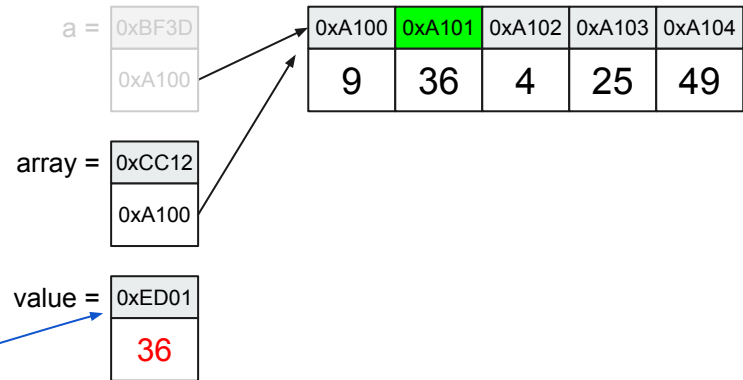 a = 0xBF3D 0xA100 0xA101 0xA102 0xA103 0xA104
0xA100 9 36 4 25 49
array = 0xCC12
0xA100
value = 0xED01
36